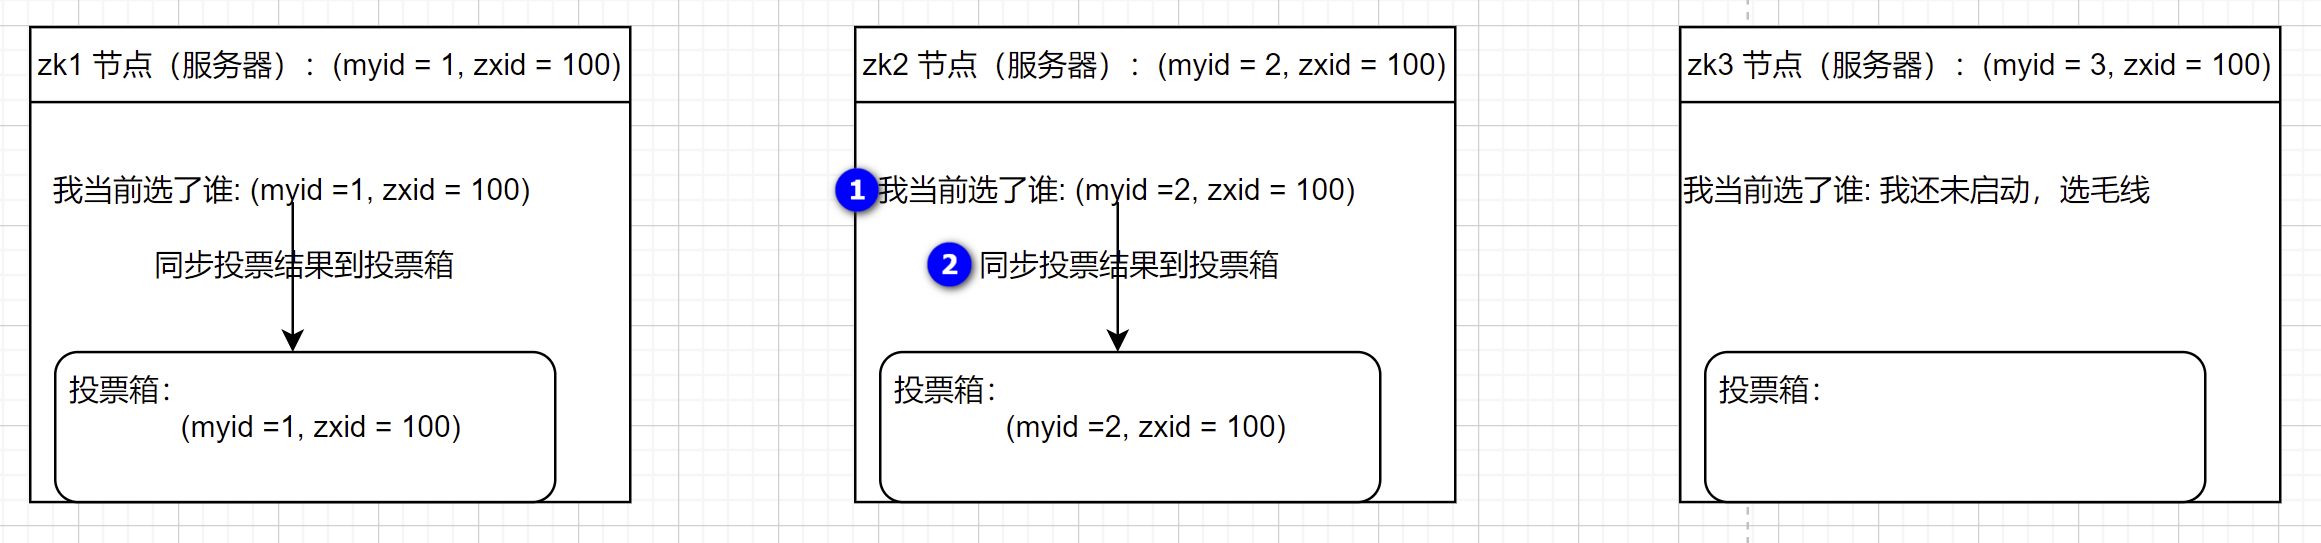 zk1 节点（服务器）：(myid = 1, zxid = 100)
我当前选了谁: (myid =1, zxid = 100)
同步投票结果到投票箱
投票箱：
(myid =1, zxid = 100)
zk2 节点（服务器）：(myid = 2, zxid = 100)
1 我当前选了谁: (myid =2, zxid = 100)
2 同步投票结果到投票箱
投票箱：
(myid =2, zxid = 100)
zk3 节点（服务器）：(myid = 3, zxid = 100)
我当前选了谁: 我还未启动，选毛线
投票箱：